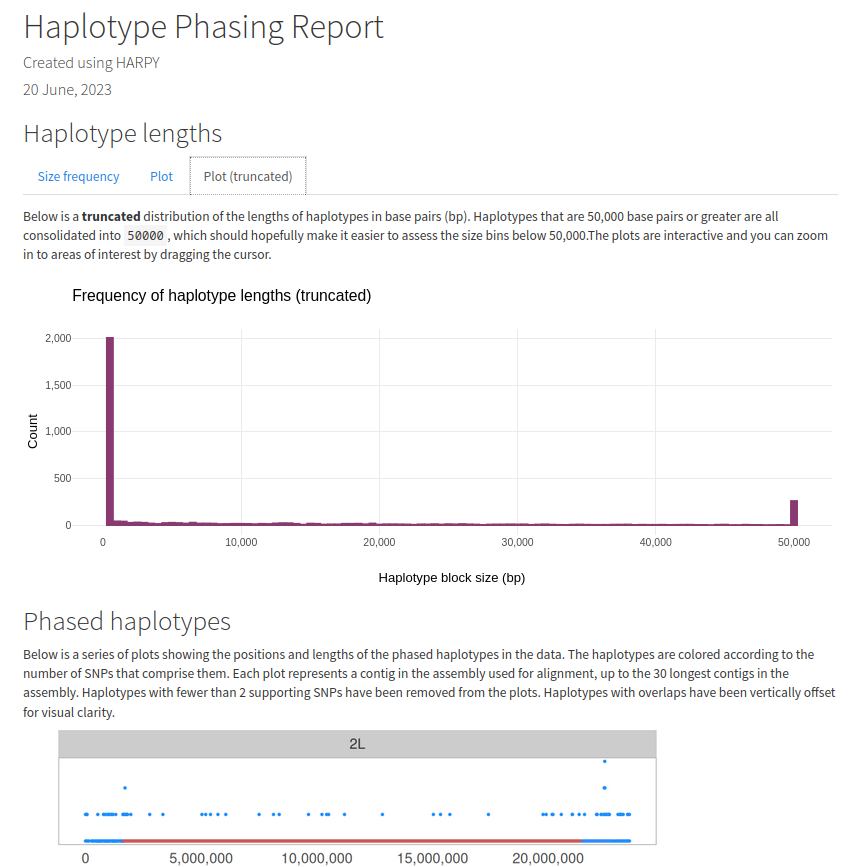 Haplotype Phasing Report
Created using HARPY
20 June, 2023
Haplotype lengths
Size frequency Plot Plot (truncated)
Below is a truncated distribution of the lengths of haplotypes in base pairs (bp). Haplotypes that are 50,000 base pairs or greater are all
consolidated into 50000 , which should hopefully make it easier to assess the size bins below 50,000.The plots are interactive and you can zoom
in to areas of interest by dragging the cursor.
Frequency of haplotype lengths (truncated)
2,000
1,500
1,000
500
0
Count
0 10,000 20,000 30,000 40,000 50,000
Haplotype block size (bp)
Phased haplotypes
Below is a series of plots showing the positions and lengths of the phased haplotypes in the data. The haplotypes are colored according to the
number of SNPs that comprise them. Each plot represents a contig in the assembly used for alignment, up to the 30 longest contigs in the
assembly. Haplotypes with fewer than 2 supporting SNPs have been removed from the plots. Haplotypes with overlaps have been vertically offset
for visual clarity.
2L
0 5,000,000 10,000,000 15,000,000 20,000,000